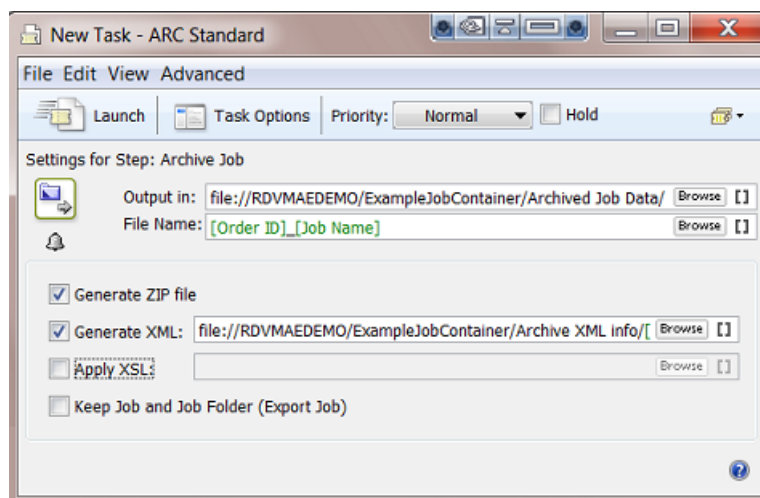 New Task - ARC Standard
File Edit View Advanced
Launch Task Options Priority: Normal Hold
Settings for Step: Archive Job
Output in: file://RDVMAEDEMO/ExampleJobContainer/Archived Job Data/ Browse []
File Name: [Order ID]_[Job Name] Browse []
Generate ZIP file
Generate XML: file://RDVMAEDEMO/ExampleJobContainer/Archive XML info/[ Browse []
Apply XSL: Browse []
Keep Job and Job Folder (Export Job)